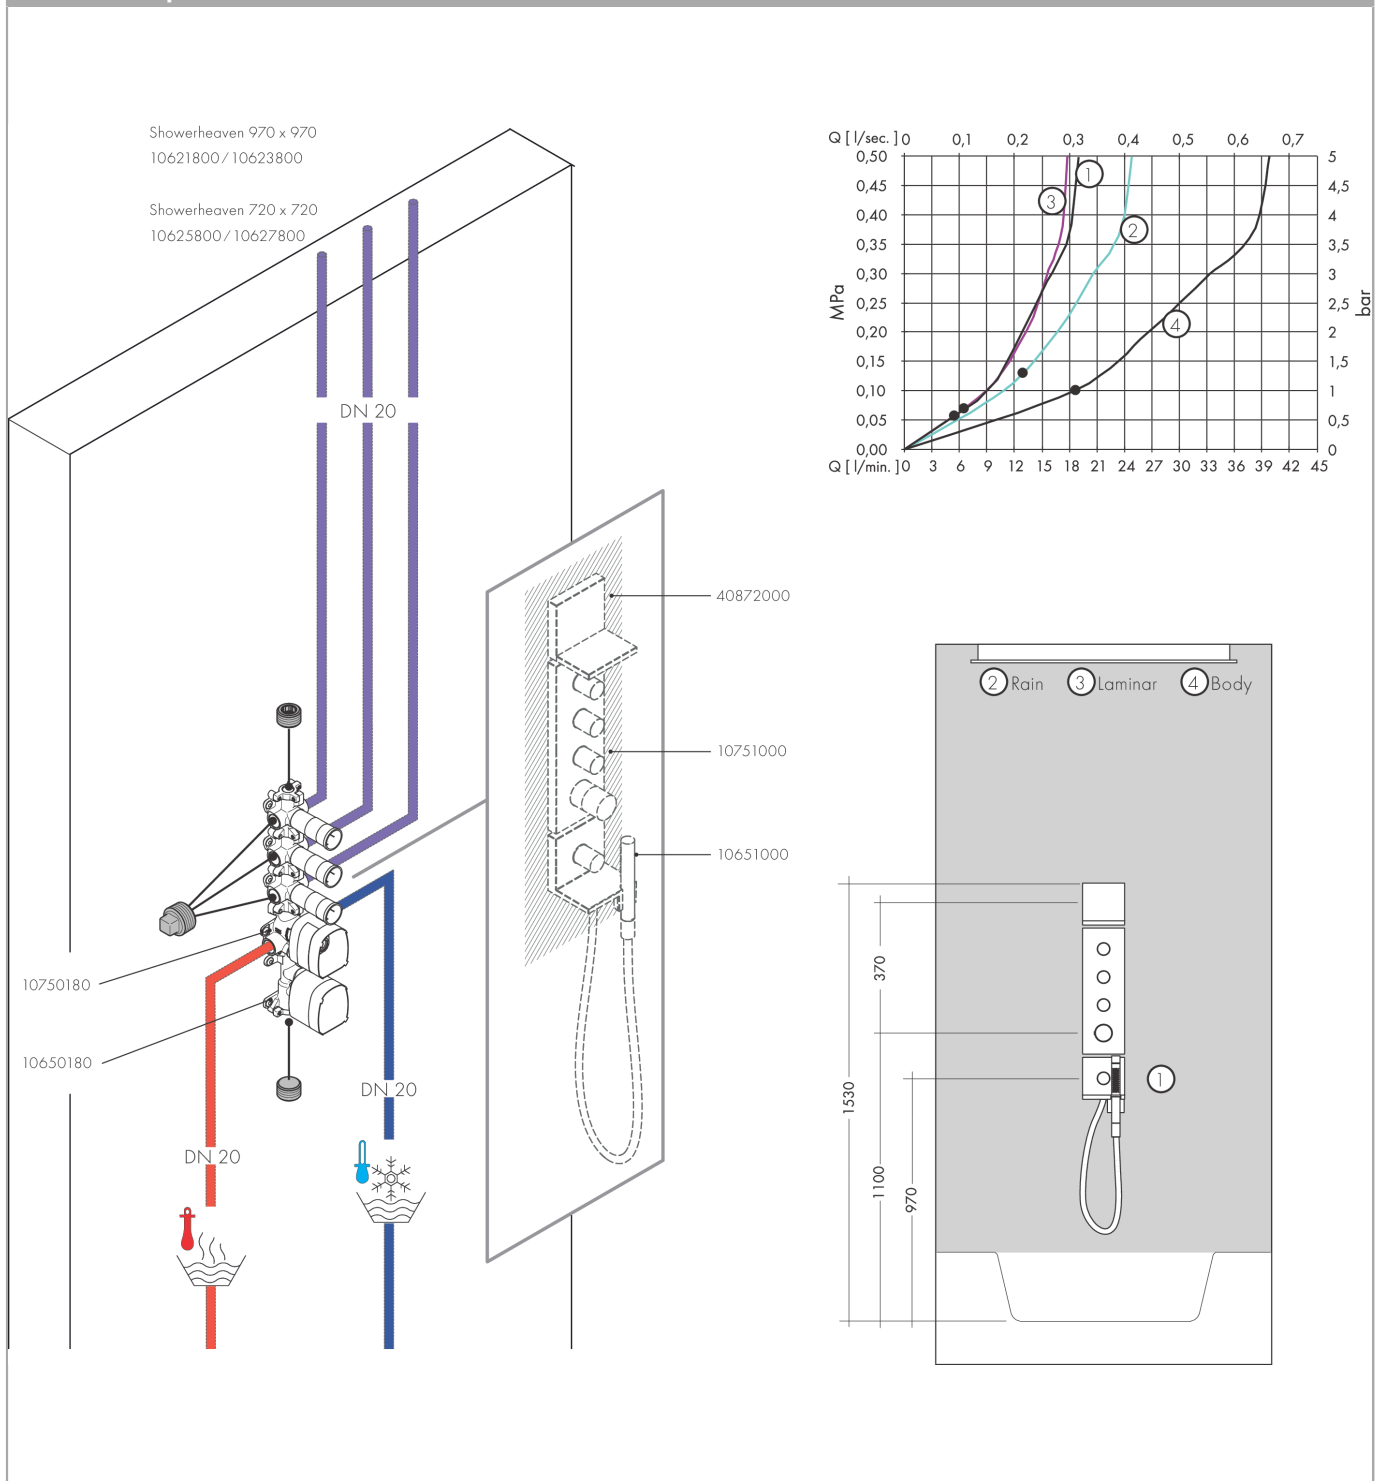 Showerheaven 970 x 970
10621800 / 10623800
Showerheaven 720 x 720
10625800 / 10627800
DN 20
40872000
10751000
10651000
10750180
10650180
DN 20
DN 20
Q [ l/sec. ] 0 0,1 0,2 0,3 0,4 0,5 0,6 0,7
0,50 5
0,45 4,5
0,40 4
0,35 3,5
0,30 3
0,25 2,5
0,20 2
0,15 1,5
0,10 1
0,05 0,5
0,00 0
MPa
bar
1
3
2
4
Q [ l/min. ] 0 3 6 9 12 15 18 21 24 27 30 33 36 39 42 45
2 Rain 3 Laminar 4 Body
370
1
1530
1100
970